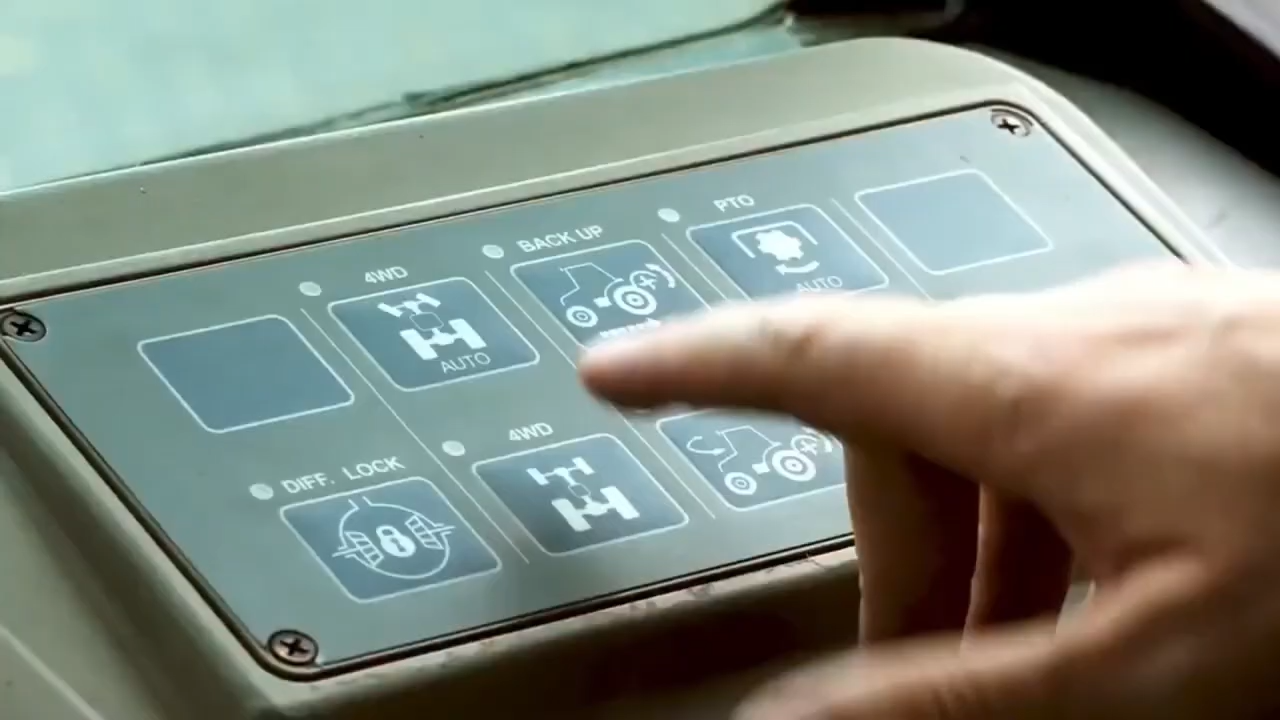 4WD
AUTO
BACK UP
PTO
AUTO
DIFF. LOCK
4WD